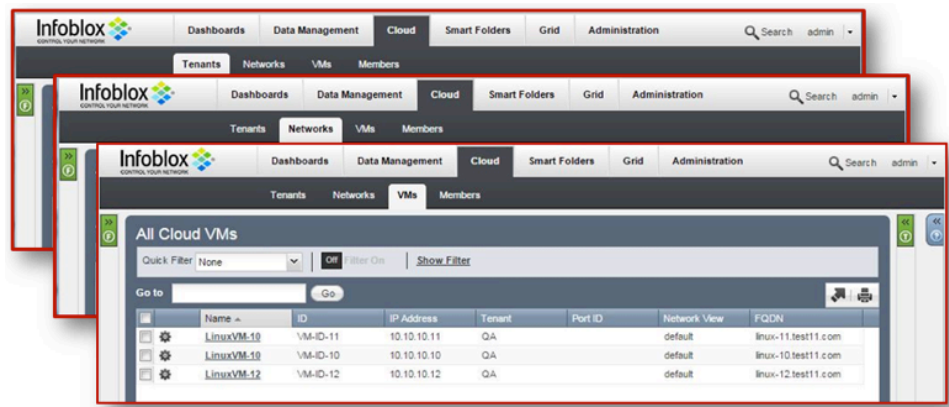 Infoblox
CONTROL YOUR NETWORK
Dashboards Data Management Cloud Smart Folders Grid Administration Search admin
Tenants Networks VMs Members
Infoblox
CONTROL YOUR NETWORK
Dashboards Data Management Cloud Smart Folders Grid Administration Search admin
Tenants Networks VMs Members
Infoblox
CONTROL YOUR NETWORK
Dashboards Data Management Cloud Smart Folders Grid Administration Search admin
Tenants Networks VMs Members
All Cloud VMs
Quick Filter None Off Filter On Show Filter
Go to Go
Name ID IP Address Tenant Port ID Network View FQDN
LinuxVM-10 VM-ID-11 10.10.10.11 QA default linux-11.test11.com
LinuxVM-10 VM-ID-10 10.10.10.10 QA default linux-10.test11.com
LinuxVM-12 VM-ID-12 10.10.10.12 QA default linux-12.test11.com